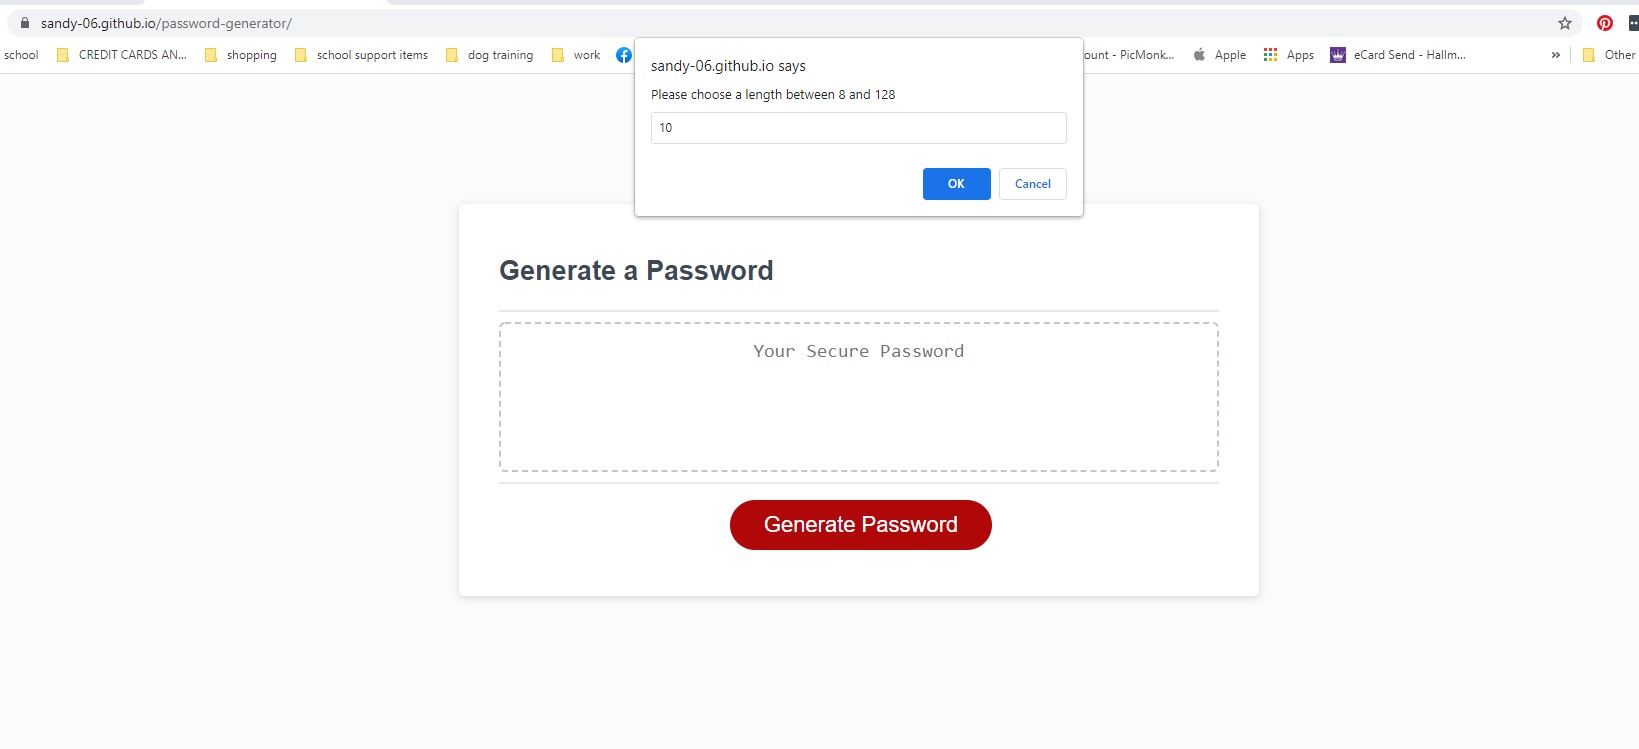 sandy-06.github.io/password-generator/
school CREDIT CARDS AN... shopping school support items dog training work ount - PicMonk... Apple Apps eCard Send - Hallm... » Other
sandy-06.github.io says
Please choose a length between 8 and 128
10
OK Cancel
Generate a Password
Your Secure Password
Generate Password